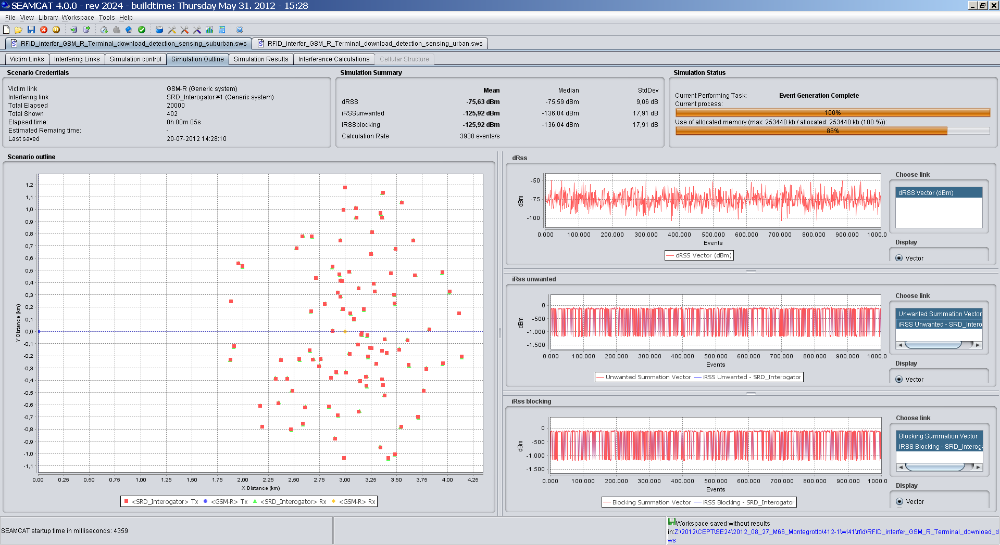 SEAMCAT 4.0.0 - rev 2024 - buildtime: Thursday May 31. 2012 - 15:28
File View Library Workspace Tools Help
RFID_interfer_GSM_R_Terminal_download_detection_sensing_suburban.sws RFID_interfer_GSM_R_Terminal_download_detection_sensing_urban.sws
Victim Links Interfering Links Simulation control Simulation Outline Simulation Results Interference Calculations Cellular Structure
Scenario Credentials
Victim link GSM-R (Generic system)
Interfering link SRD_Interogator #1 (Generic system)
Total Elapsed 20000
Total Shown 402
Elapsed time: 0h 00m 05s
Estimated Remaing time: -
Last saved 20-07-2012 14:28:10
Simulation Summary
Mean Median StdDev
dRSS -75,63 dBm -75,59 dBm 9,06 dB
iRSSunwanted -125,92 dBm -136,04 dBm 17,91 dB
iRSSblocking -125,92 dBm -136,04 dBm 17,91 dB
Calculation Rate 3938 events/s
Simulation Status
Current Performing Task: Event Generation Complete
Current process:
100%
Use of allocated memory (max: 253440 kb / allocated: 253440 kb (100 %)):
86%
Scenario outline
1,2
1,1
1,0
0,9
0,8
0,7
0,6
0,5
0,4
0,3
0,2
0,1
0,0
-0,1
-0,2
-0,3
-0,4
-0,5
-0,6
-0,7
-0,8
-0,9
-1,0
-1,1
Y Distance (km)
0,00 0,25 0,50 0,75 1,00 1,25 1,50 1,75 2,00 2,25 2,50 2,75 3,00 3,25 3,50 3,75 4,00 4,25
X Distance (km)
<SRD_Interogator> Tx <GSM-R> Tx <SRD_Interogator> Rx <GSM-R> Rx
dRss
-50
-75
-100
dBm
0.000 100.000 200.000 300.000 400.000 500.000 600.000 700.000 800.000 900.000 1000.0
Events
dRSS Vector (dBm)
Choose link
dRSS Vector (dBm)
Display
Vector
iRss unwanted
0
-500
-1.000
-1.500
dBm
0.000 100.000 200.000 300.000 400.000 500.000 600.000 700.000 800.000 900.000 1000.0
Events
Unwanted Summation Vector iRSS Unwanted - SRD_Interogator
Choose link
Unwanted Summation Vector
iRSS Unwanted - SRD_Intero
Display
Vector
iRss blocking
0
-500
-1.000
-1.500
dBm
0.000 100.000 200.000 300.000 400.000 500.000 600.000 700.000 800.000 900.000 1000.0
Events
Blocking Summation Vector iRSS Blocking - SRD_Interogator
Choose link
Blocking Summation Vector
iRSS Blocking - SRD_Interog
Display
Vector
SEAMCAT startup time in milliseconds: 4359
Workspace saved without results
in:Z:\2012\CEPT\SE24\2012_08_27_M66_Montegrotto\412-1\wi41\rfid\RFID_interfer_GSM_R_Terminal_download_d
ws